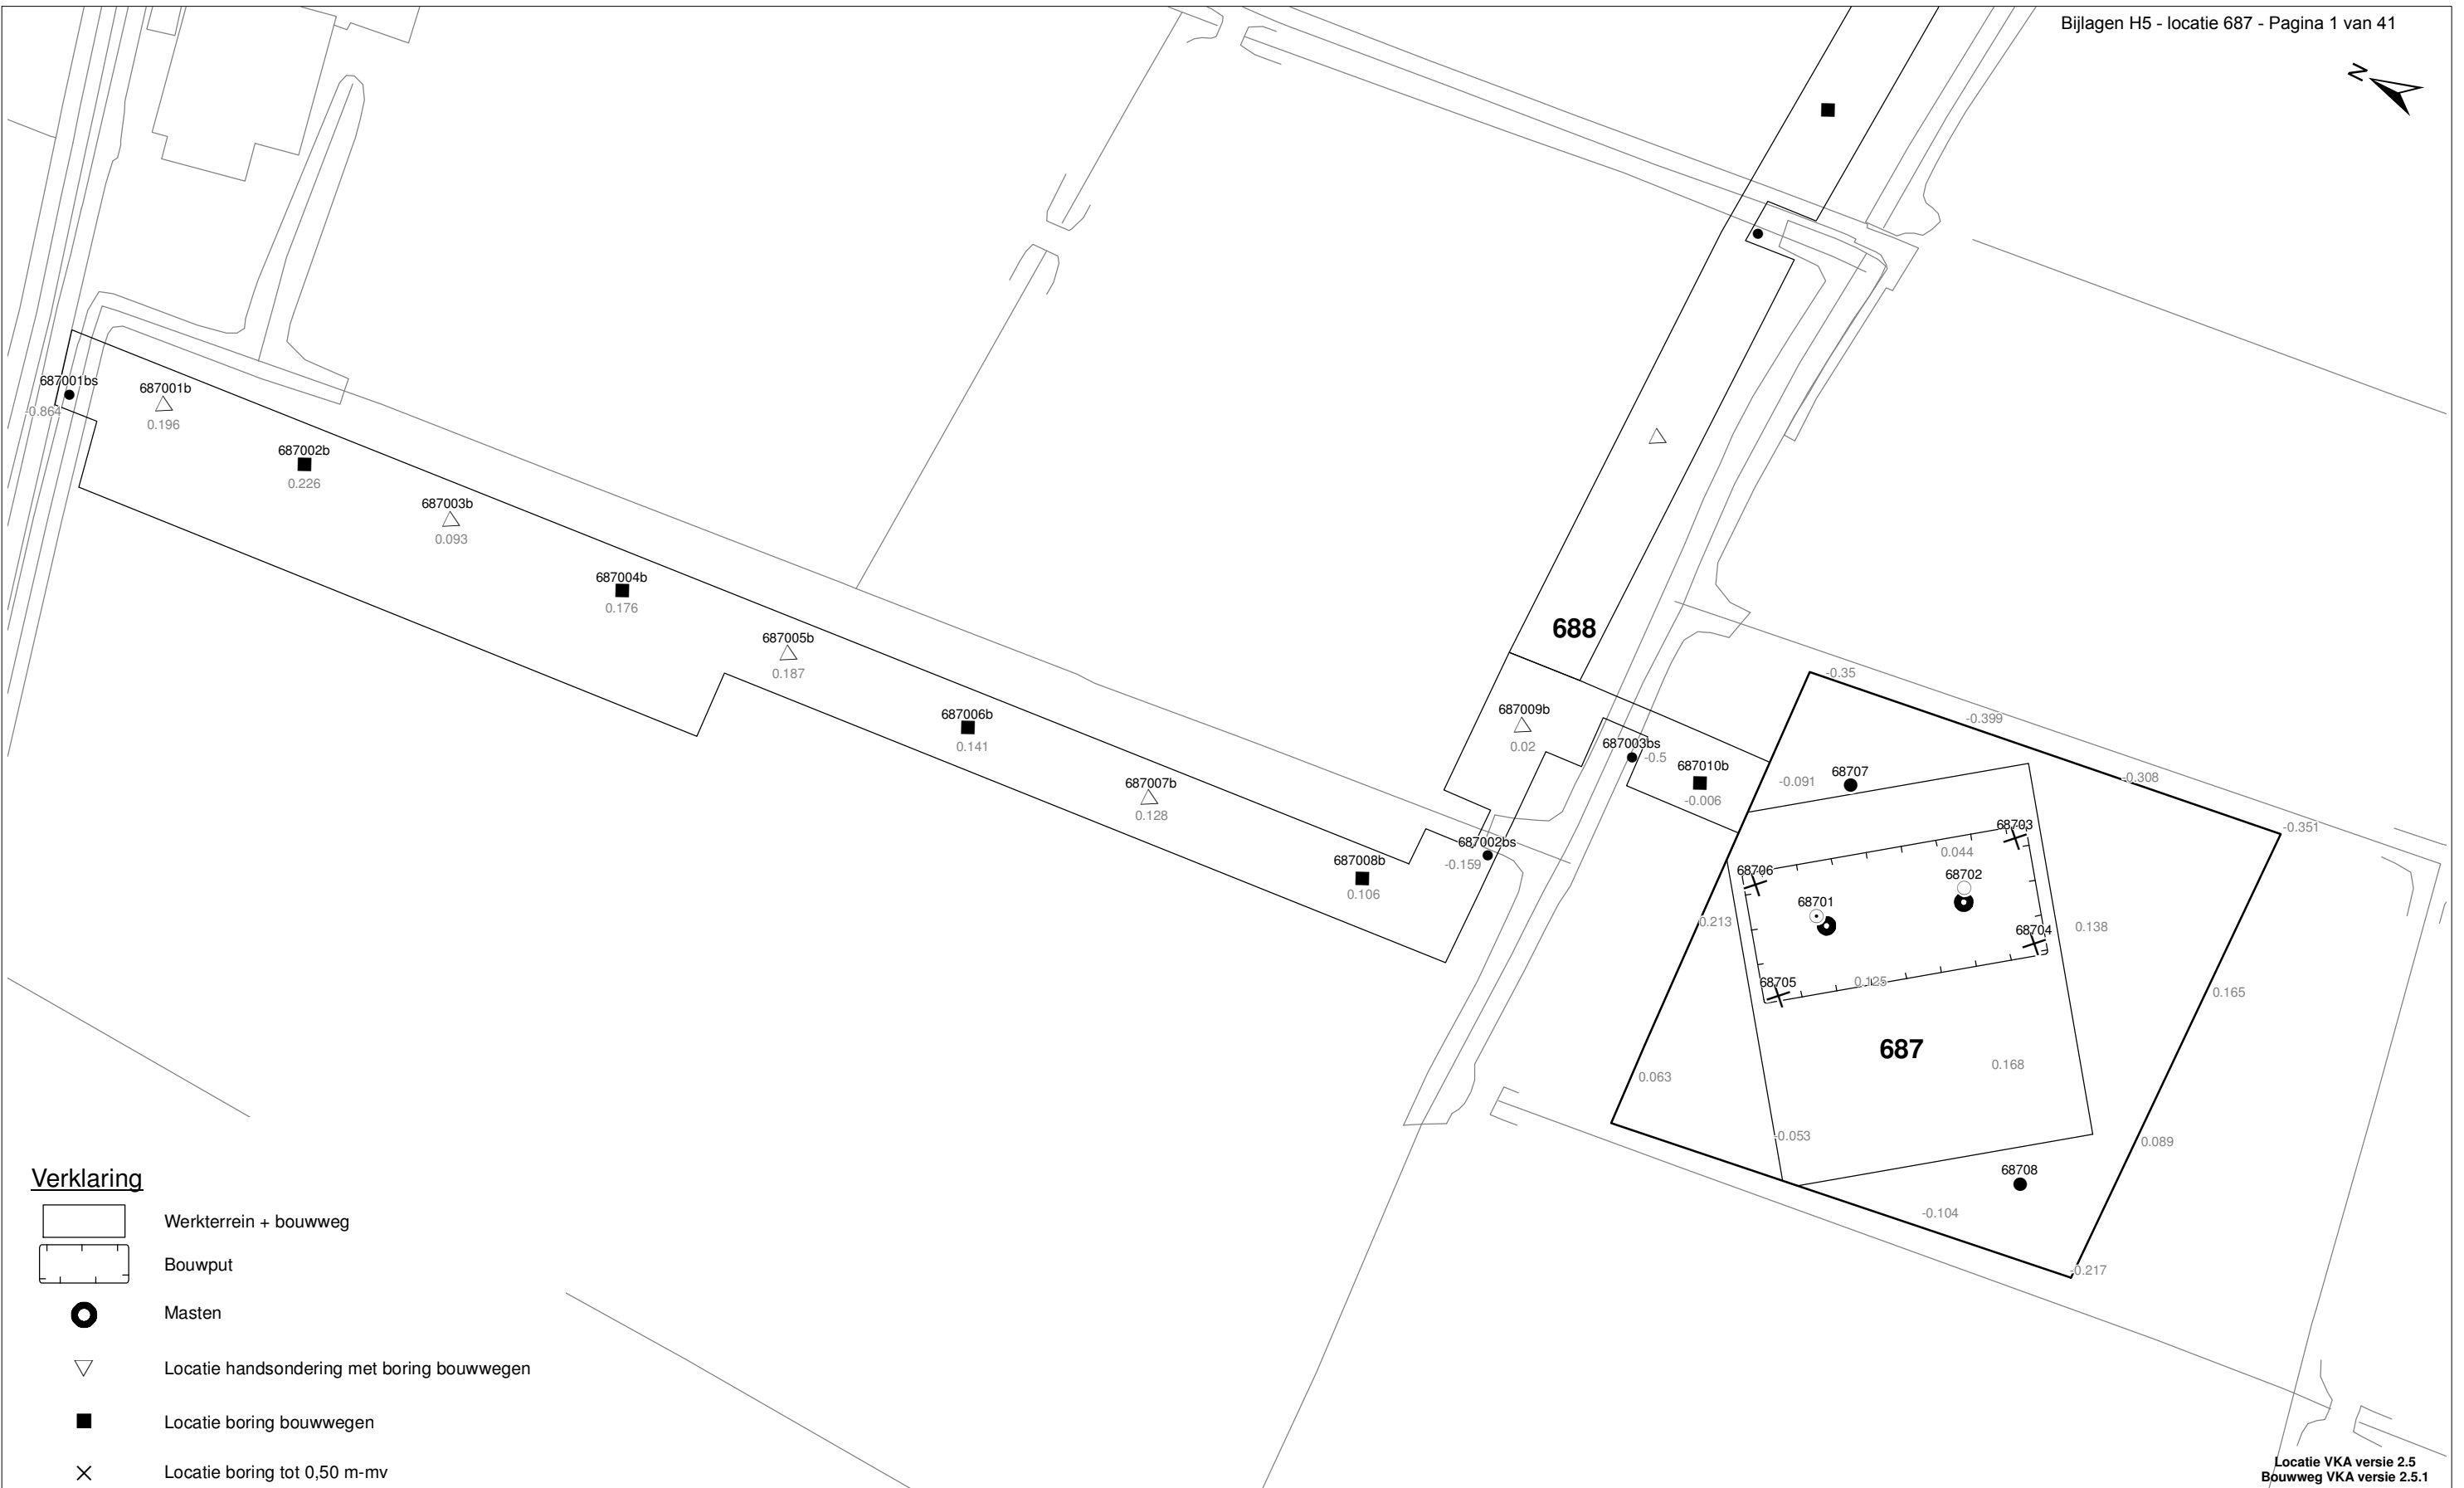 Bijlagen H5 - locatie 687 - Pagina 1 van 41
N
687001bs
-0.864
687001b
0.196
687002b
0.226
687003b
0.093
687004b
0.176
687005b
0.187
687006b
0.141
687007b
0.128
687008b
0.106
687002bs
-0.159
688
687009b
0.02
687003bs
-0.5
687010b
-0.006
-0.35
-0.399
-0.308
-0.351
-0.091
68707
68703
0.044
68706
68702
68701
0.213
68704
0.138
68705
0.125
0.165
687
0.168
0.063
-0.053
0.089
68708
-0.104
-0.217
Verklaring
Werkterrein + bouwweg
Bouwput
Masten
Locatie handsondering met boring bouwwegen
Locatie boring bouwwegen
Locatie boring tot 0,50 m-mv
Locatie VKA versie 2.5
Bouwweg VKA versie 2.5.1